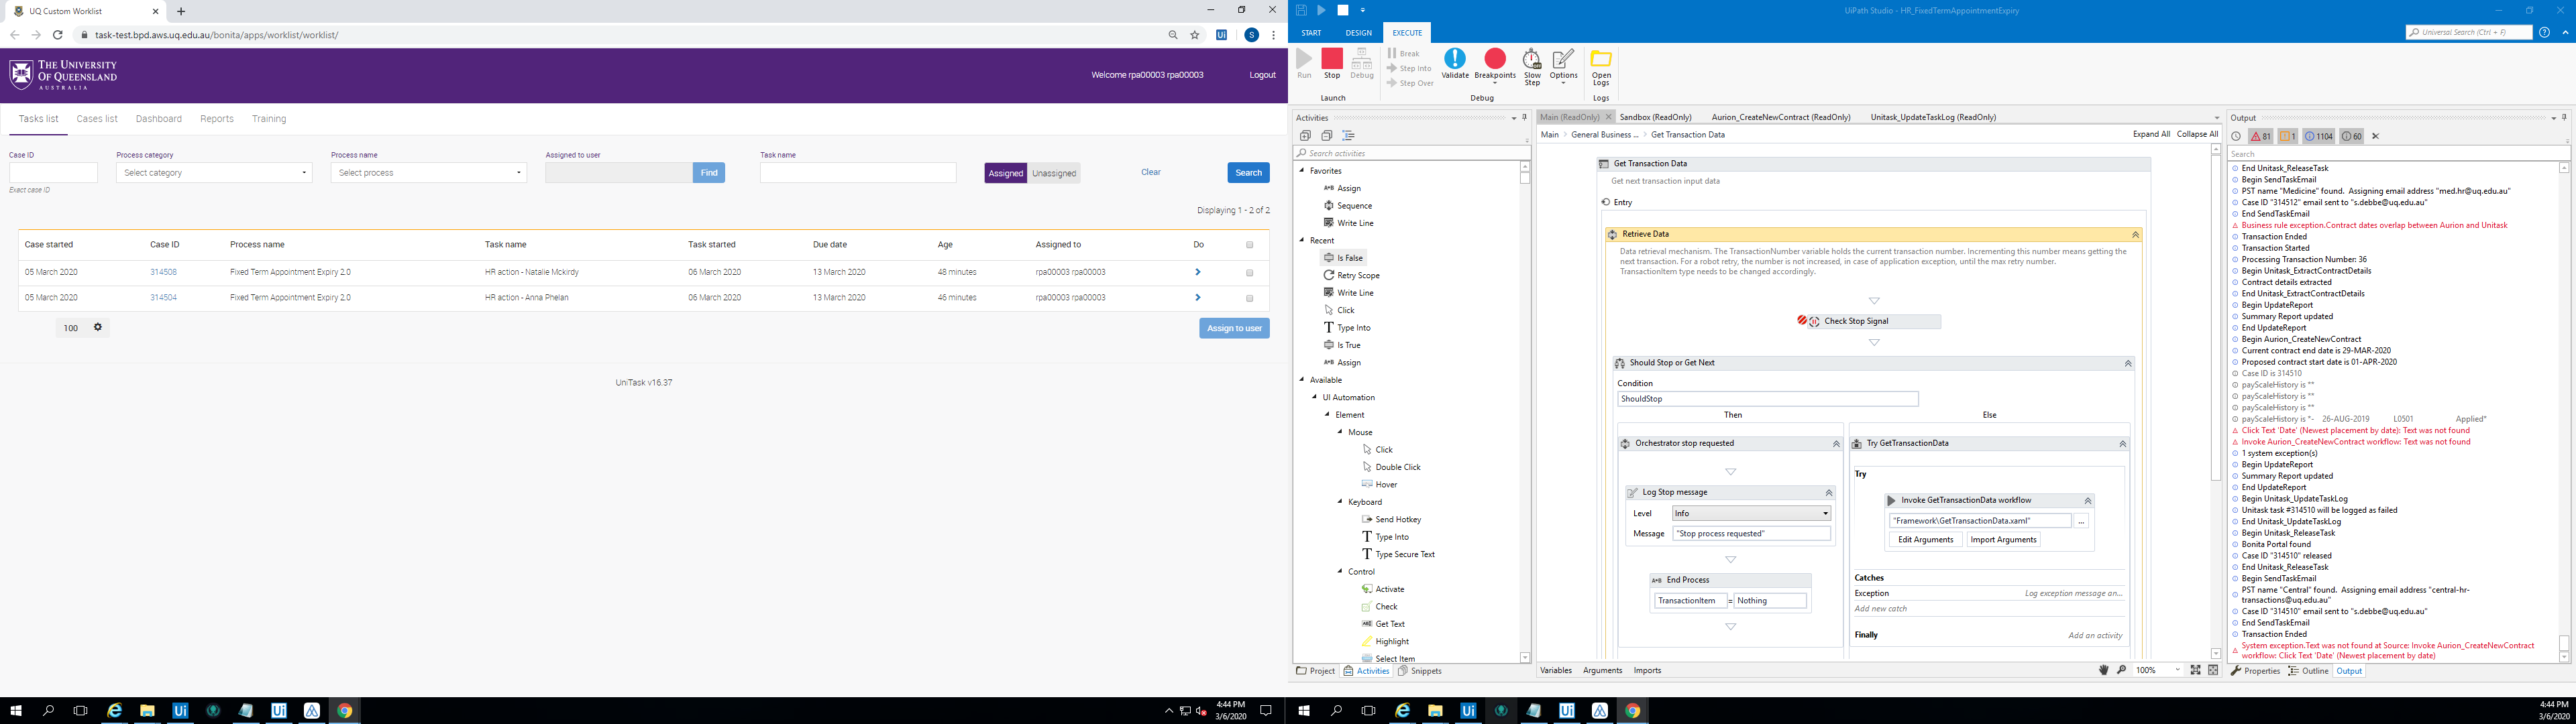 UQ Custom Worklist
task-test.bpd.aws.uq.edu.au/bonita/apps/worklist/worklist/
THE UNIVERSITY
OF QUEENSLAND
AUSTRALIA
Welcome rpa00003 rpa00003
Logout
Tasks list Cases list Dashboard Reports Training
Case ID Process category Process name Assigned to user Task name
Select category Select process Find Assigned Unassigned Clear Search
Exact case ID
Displaying 1 - 2 of 2
Case started Case ID Process name Task name Task started Due date Age Assigned to Do
05 March 2020 314508 Fixed Term Appointment Expiry 2.0 HR action - Natalie Mckirdy 06 March 2020 13 March 2020 48 minutes rpa00003 rpa00003
05 March 2020 314504 Fixed Term Appointment Expiry 2.0 HR action - Anna Phelan 06 March 2020 13 March 2020 46 minutes rpa00003 rpa00003
100
Assign to user
UniTask v16.37
4:44 PM
3/6/2020
UiPath Studio - HR_FixedTermAppointmentExpiry
START DESIGN EXECUTE
Universal Search (Ctrl + F)
Run Stop Debug
Break
Step Into
Step Over
Validate Breakpoints Slow Step Options Open Logs
Launch Debug Logs
Activities
Search activities
Favorites
Assign
Sequence
Write Line
Recent
Is False
Retry Scope
Write Line
Click
Type Into
Is True
Assign
Available
UI Automation
Element
Mouse
Click
Double Click
Hover
Keyboard
Send Hotkey
Type Into
Type Secure Text
Control
Activate
Check
Get Text
Highlight
Select Item
Project Activities Snippets
Main (ReadOnly) Sandbox (ReadOnly) Aurion_CreateNewContract (ReadOnly) Unitask_UpdateTaskLog (ReadOnly)
Main > General Business ... > Get Transaction Data
Expand All Collapse All
Get Transaction Data
Get next transaction input data
Entry
Retrieve Data
Data retrieval mechanism. The TransactionNumber variable holds the current transaction number. Incrementing this number means getting the
next transaction. For a robot retry, the number is not increased, in case of application exception, until the max retry number.
TransactionItem type needs to be changed accordingly.
Check Stop Signal
Should Stop or Get Next
Condition
ShouldStop
Then Else
Orchestrator stop requested
Log Stop message
Level Info
Message "Stop process requested"
End Process
TransactionItem = Nothing
Try GetTransactionData
Try
Invoke GetTransactionData workflow
"Framework\GetTransactionData.xaml" ...
Edit Arguments Import Arguments
Catches
Exception Log exception message an...
Add new catch
Finally Add an activity
Variables Arguments Imports
100%
Output
81 1 1104 60
Search
End Unitask_ReleaseTask
Begin SendTaskEmail
PST name "Medicine" found. Assigning email address "med.hr@uq.edu.au"
Case ID "314512" email sent to "s.debbe@uq.edu.au"
End SendTaskEmail
Business rule exception.Contract dates overlap between Aurion and Unitask
Transaction Ended
Transaction Started
Processing Transaction Number: 36
Begin Unitask_ExtractContractDetails
Contract details extracted
End Unitask_ExtractContractDetails
Begin UpdateReport
Summary Report updated
End UpdateReport
Begin Aurion_CreateNewContract
Current contract end date is 29-MAR-2020
Proposed contract start date is 01-APR-2020
Case ID is 314510
payScaleHistory is **
payScaleHistory is **
payScaleHistory is **
payScaleHistory is *- 26-AUG-2019 L0501 Applied*
Click Text 'Date' (Newest placement by date): Text was not found
Invoke Aurion_CreateNewContract workflow: Text was not found
1 system exception(s)
Begin UpdateReport
Summary Report updated
End UpdateReport
Begin Unitask_UpdateTaskLog
Unitask task #314510 will be logged as failed
End Unitask_UpdateTaskLog
Begin Unitask_ReleaseTask
Bonita Portal found
Case ID "314510" released
End Unitask_ReleaseTask
Begin SendTaskEmail
PST name "Central" found. Assigning email address "central-hr-
transactions@uq.edu.au"
Case ID "314510" email sent to "s.debbe@uq.edu.au"
End SendTaskEmail
Transaction Ended
System exception.Text was not found at Source: Invoke Aurion_CreateNewContract
workflow: Click Text 'Date' (Newest placement by date)
Properties Outline Output
4:44 PM
3/6/2020